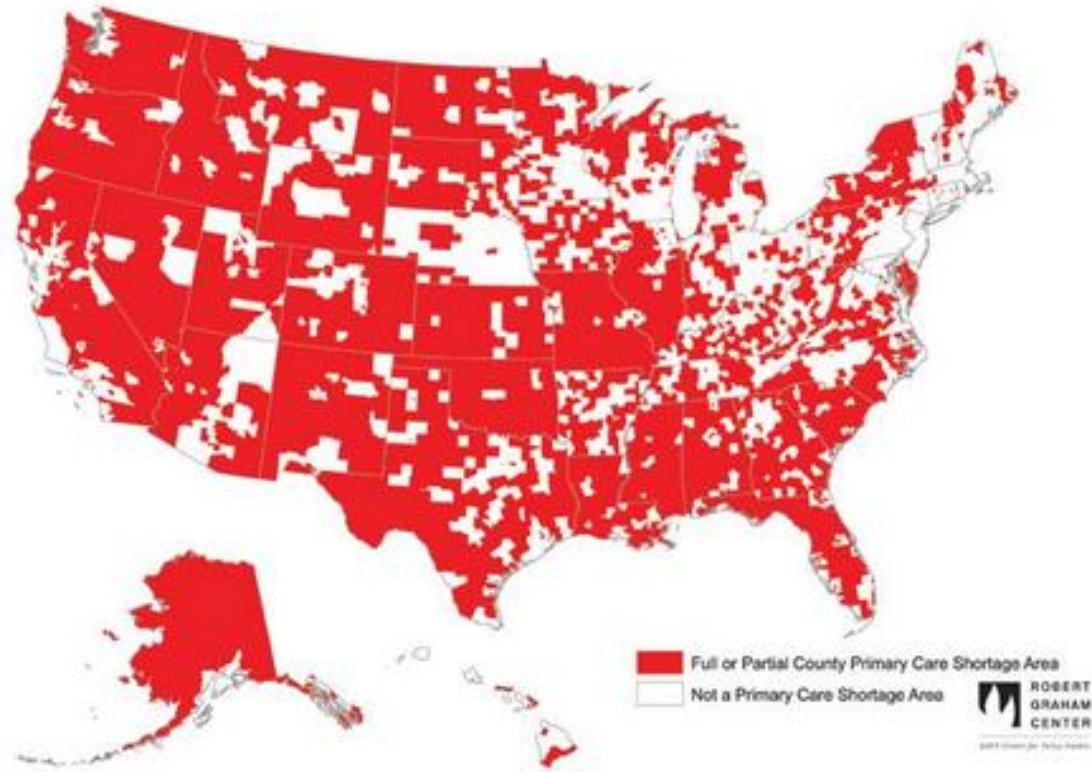 Full or Partial County Primary Care Shortage Area
Not a Primary Care Shortage Area
ROBERT
GRAHAM
CENTER